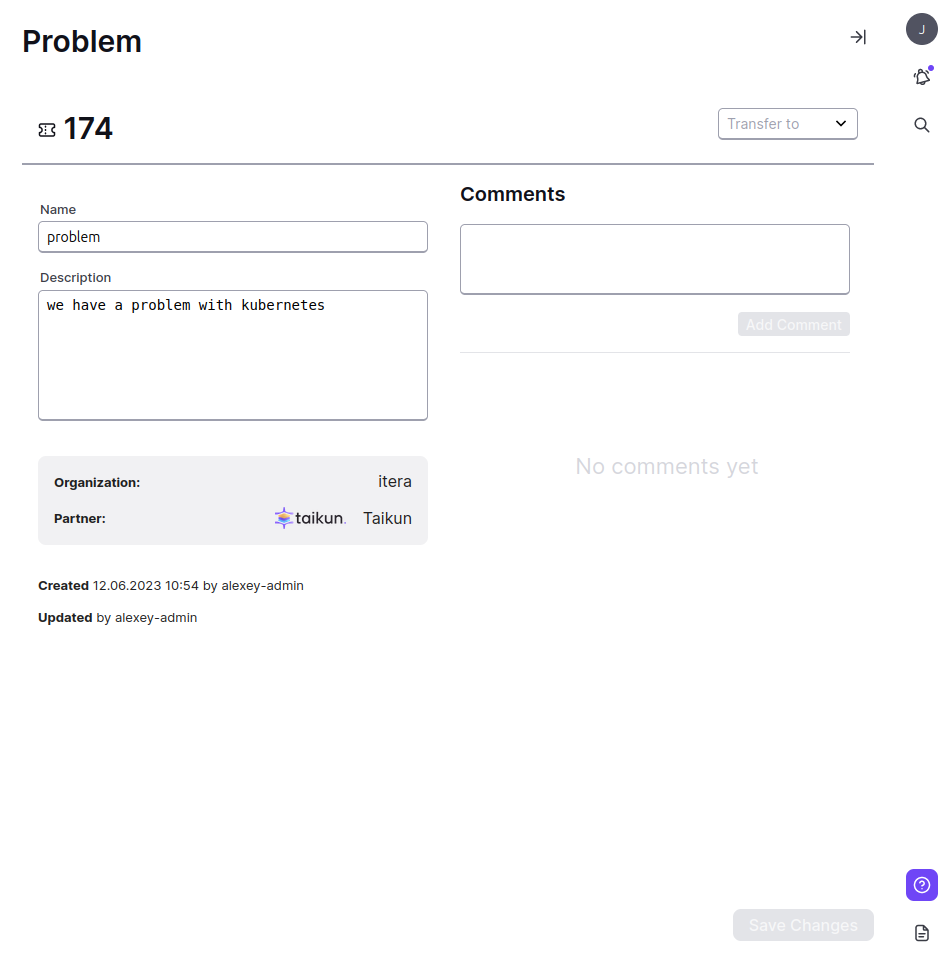 Problem
J
174
Transfer to
Name
problem
Description
we have a problem with kubernetes
Organization: itera
Partner: taikun. Taikun
Created 12.06.2023 10:54 by alexey-admin
Updated by alexey-admin
Comments
Add Comment
No comments yet
Save Changes